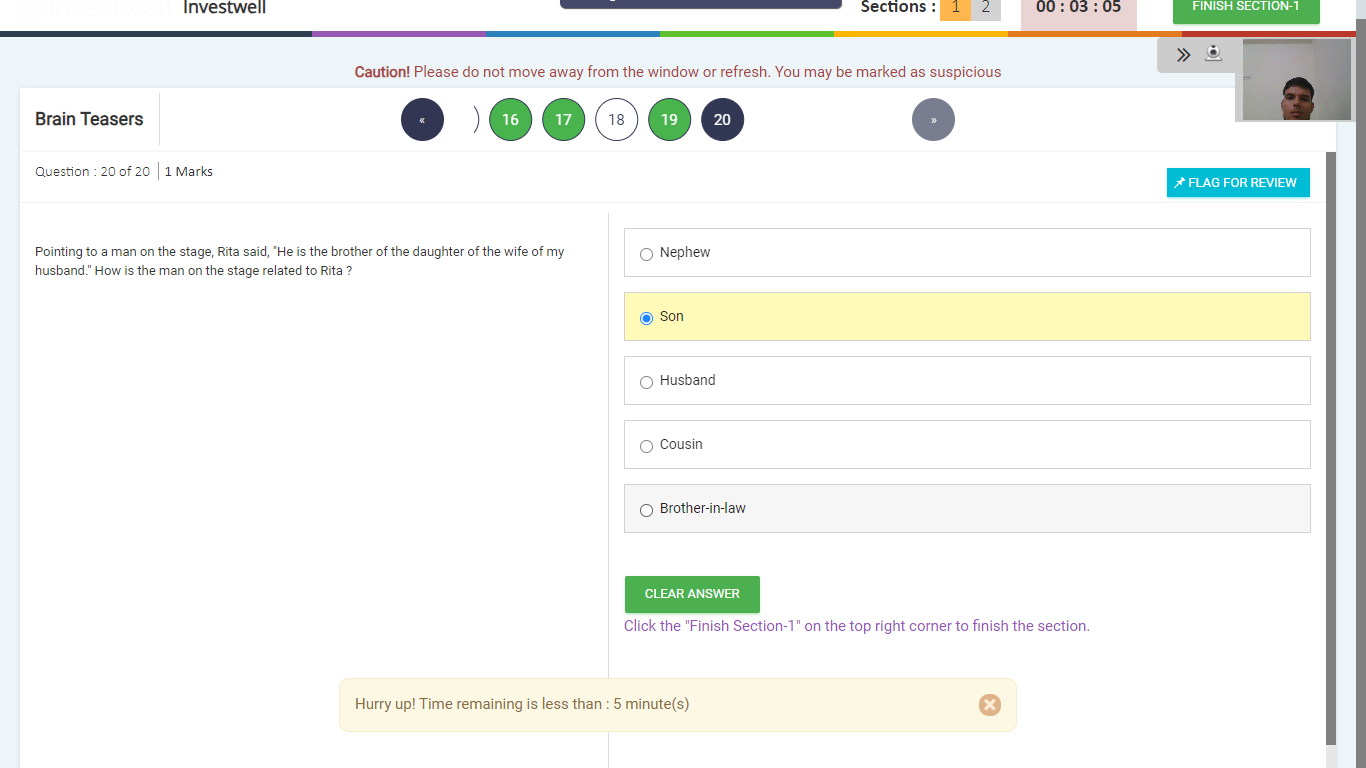 Investwell
Sections : 1 2
00 : 03 : 05
FINISH SECTION-1
Caution! Please do not move away from the window or refresh. You may be marked as suspicious
Brain Teasers
« 16 17 18 19 20 »
Question : 20 of 20 | 1 Marks
FLAG FOR REVIEW
Pointing to a man on the stage, Rita said, "He is the brother of the daughter of the wife of my
husband." How is the man on the stage related to Rita ?
Nephew
Son
Husband
Cousin
Brother-in-law
CLEAR ANSWER
Click the "Finish Section-1" on the top right corner to finish the section.
Hurry up! Time remaining is less than : 5 minute(s)